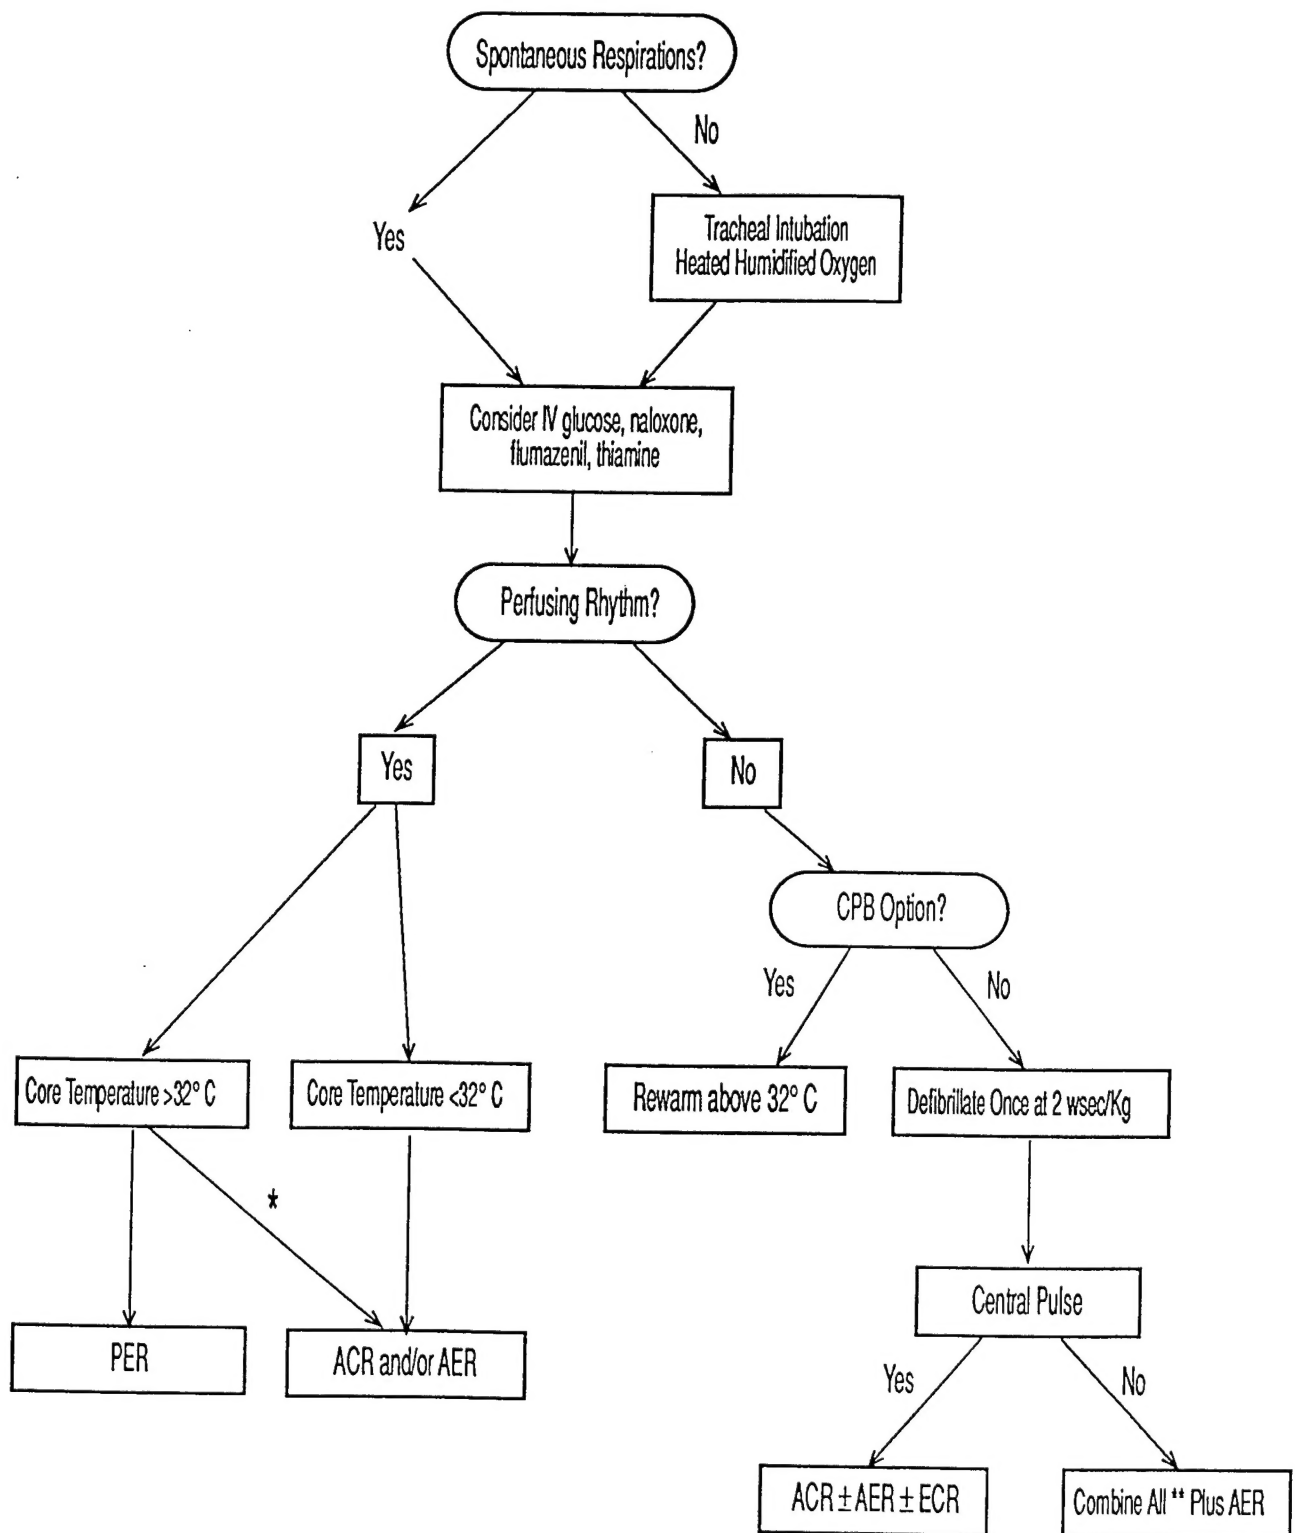 Spontaneous Respirations?
No
Yes
Tracheal Intubation
Heated Humidified Oxygen
Consider IV glucose, naloxone,
flumazenil, thiamine
Perfusing Rhythm?
Yes
No
CPB Option?
Yes
No
Core Temperature >32° C
Core Temperature <32° C
Rewarm above 32° C
Defibrillate Once at 2 wsec/Kg
*
Central Pulse
PER
ACR and/or AER
Yes
No
ACR ± AER ± ECR
Combine All ** Plus AER